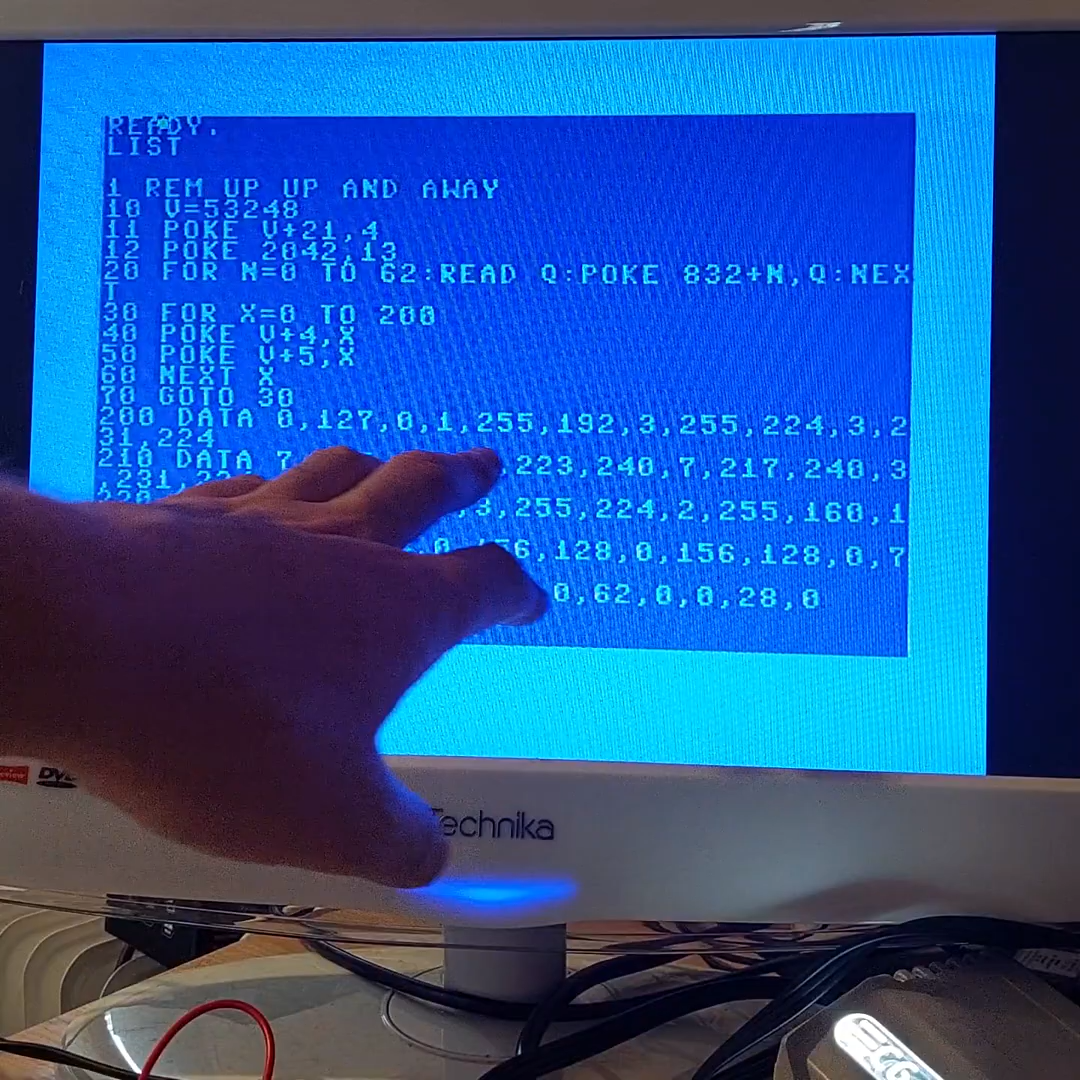 READY.
LIST
1 REM UP UP AND AWAY
10 V=53248
11 POKE V+21,4
12 POKE 2042,13
20 FOR N=0 TO 62:READ Q:POKE 832+N,Q:NEX
T
30 FOR X=0 TO 200
40 POKE V+4,X
50 POKE V+5,X
60 NEXT X
70 GOTO 30
200 DATA 0,127,0,1,255,192,3,255,224,3,2
31,224
210 DATA 7 ,223,240,7,217,240,3
,231,22
220 ,3,255,224,2,255,160,1
0,156,128,0,156,128,0,7
0,62,0,0,28,0
Technika
DVD